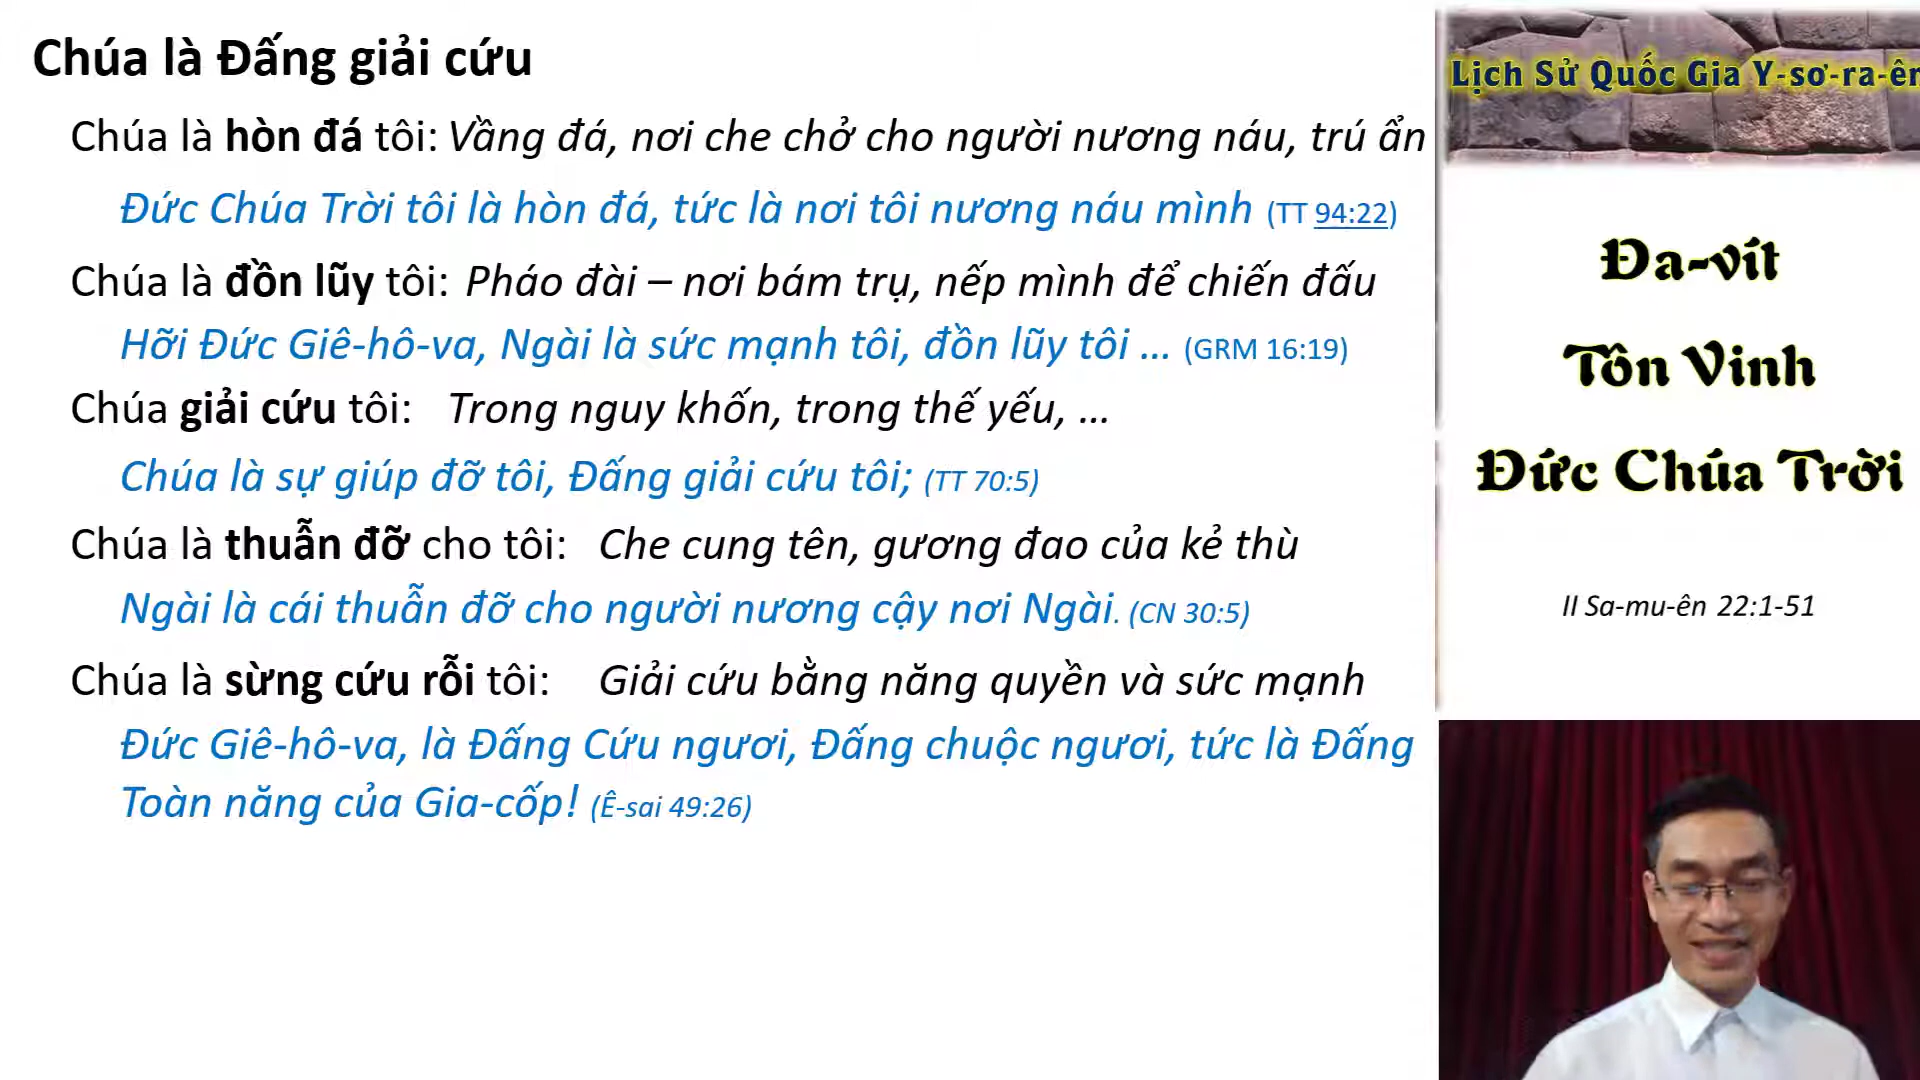 Chúa là Đấng giải cứu
Chúa là hòn đá tôi: Vầng đá, nơi che chở cho người nương náu, trú ẩn
Đức Chúa Trời tôi là hòn đá, tức là nơi tôi nương náu mình (TT 94:22)
Chúa là đồn lũy tôi: Pháo đài – nơi bám trụ, nếp mình để chiến đấu
Hỡi Đức Giê-hô-va, Ngài là sức mạnh tôi, đồn lũy tôi ... (GRM 16:19)
Chúa giải cứu tôi: Trong nguy khốn, trong thế yếu, ...
Chúa là sự giúp đỡ tôi, Đấng giải cứu tôi; (TT 70:5)
Chúa là thuẫn đỡ cho tôi: Che cung tên, gương đao của kẻ thù
Ngài là cái thuẫn đỡ cho người nương cậy nơi Ngài. (CN 30:5)
Chúa là sừng cứu rỗi tôi: Giải cứu bằng năng quyền và sức mạnh
Đức Giê-hô-va, là Đấng Cứu ngươi, Đấng chuộc ngươi, tức là Đấng
Toàn năng của Gia-cốp! (Ê-sai 49:26)
Lịch Sử Quốc Gia Y-sơ-ra-ên
Đa-vít
Tôn Vinh
Đức Chúa Trời
II Sa-mu-ên 22:1-51